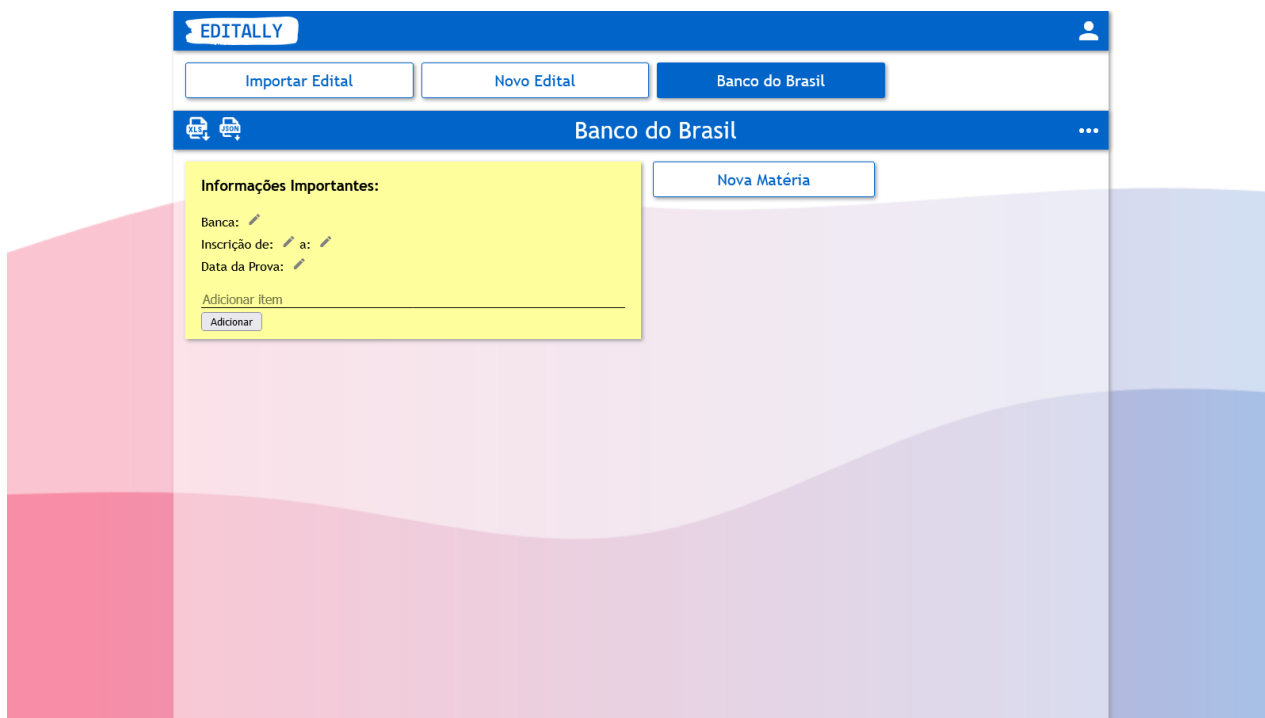 EDITALLY
Importar Edital
Novo Edital
Banco do Brasil
XLS
JSON
Banco do Brasil
Informações Importantes:
Nova Matéria
Banca:
Inscrição de: a:
Data da Prova:
Adicionar item
Adicionar